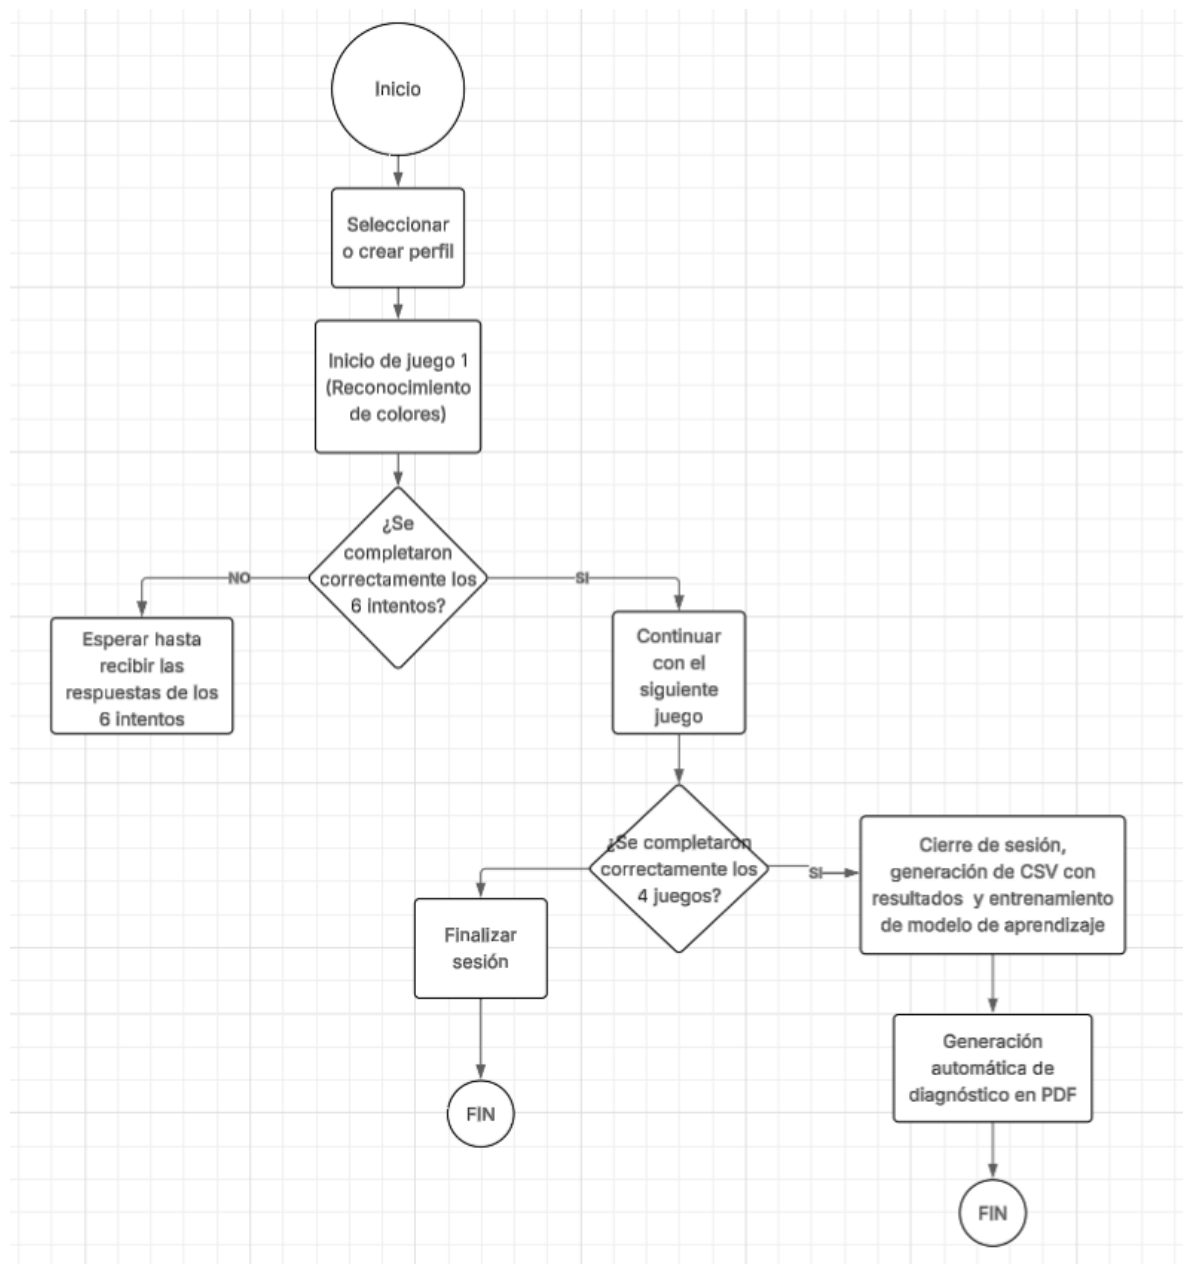 Inicio
Seleccionar
o crear perfil
Inicio de juego 1
(Reconocimiento
de colores)
¿Se
completaron
correctamente los
6 intentos?
NO
SI
Esperar hasta
recibir las
respuestas de los
6 intentos
Continuar
con el
siguiente
juego
¿Se completaron
correctamente los
4 juegos?
SI
Cierre de sesión,
generación de CSV con
resultados y entrenamiento
de modelo de aprendizaje
Finalizar
sesión
Generación
automática de
diagnóstico en PDF
FIN
FIN